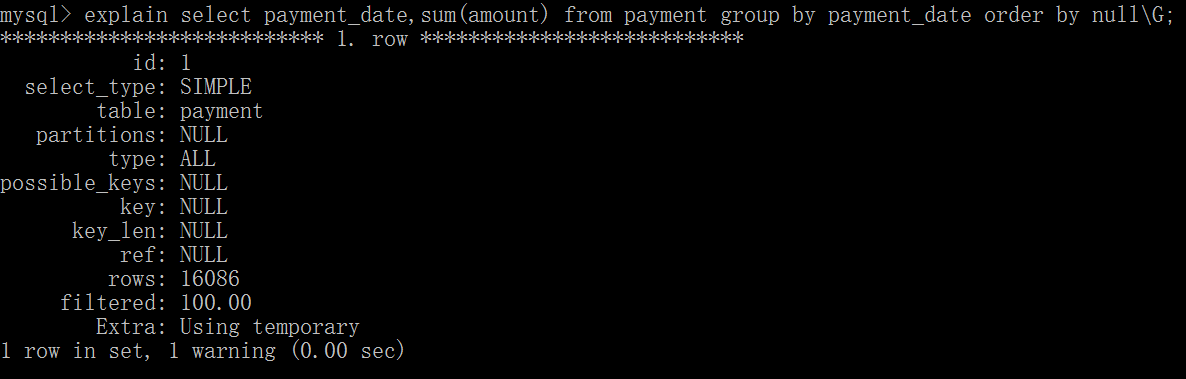 mysql> explain select payment_date,sum(amount) from payment group by payment_date order by null\G;
*************************** 1. row ***************************
id: 1
select_type: SIMPLE
table: payment
partitions: NULL
type: ALL
possible_keys: NULL
key: NULL
key_len: NULL
ref: NULL
rows: 16086
filtered: 100.00
Extra: Using temporary
1 row in set, 1 warning (0.00 sec)